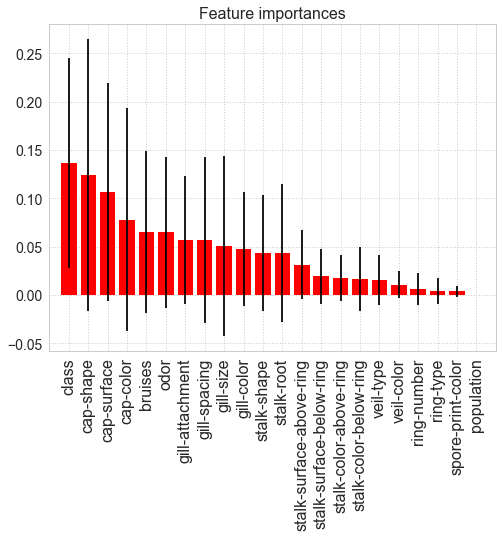 Feature importances
0.25
0.20
0.15
0.10
0.05
0.00
−0.05
class
cap-shape
cap-surface
cap-color
bruises
odor
gill-attachment
gill-spacing
gill-size
gill-color
stalk-shape
stalk-root
stalk-surface-above-ring
stalk-surface-below-ring
stalk-color-above-ring
stalk-color-below-ring
veil-type
veil-color
ring-number
ring-type
spore-print-color
population